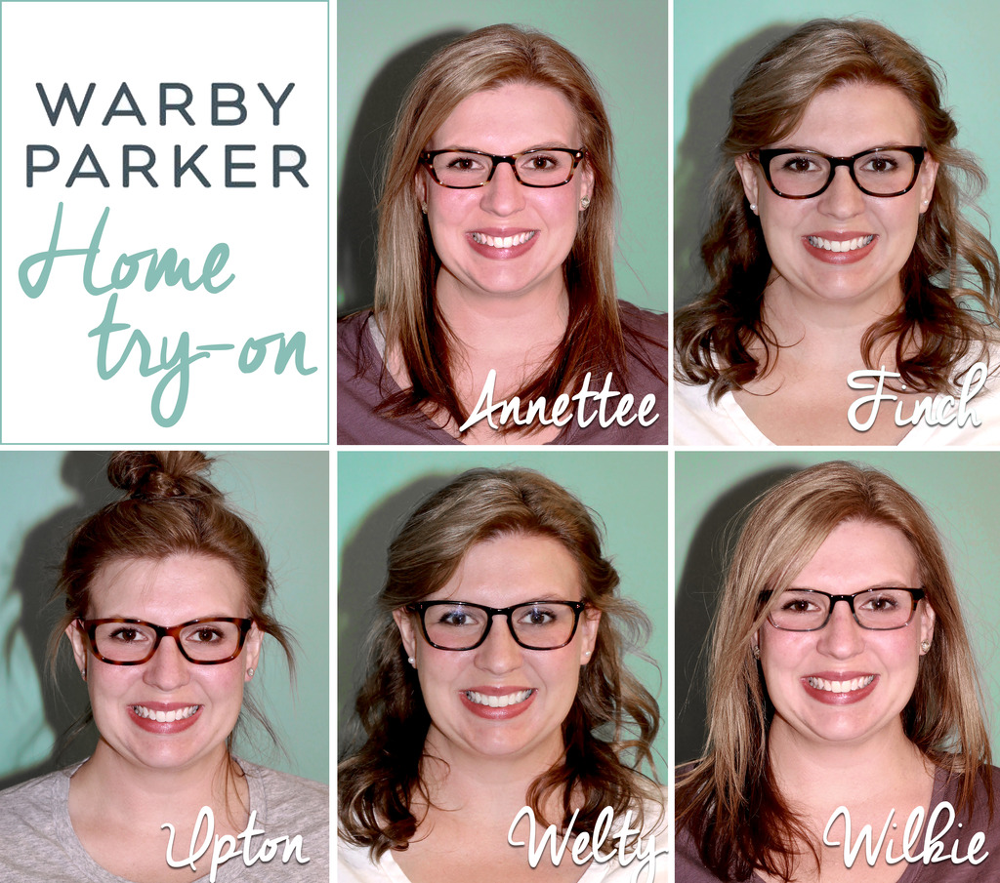 WARBY
PARKER
Home
try-on
Annettee
Finch
Upton
Welty
Wilkie